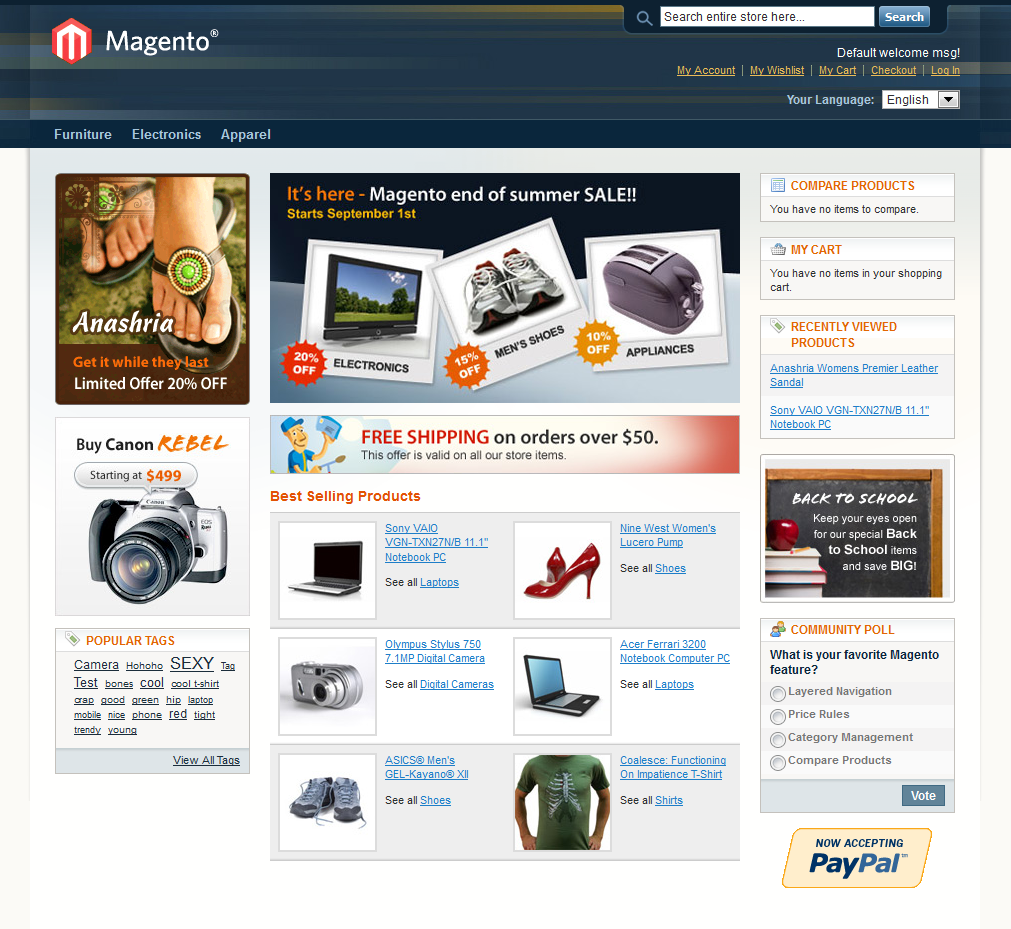 Magento®
Search entire store here...
Search
Default welcome msg!
My Account | My Wishlist | My Cart | Checkout | Log In
Your Language: English
Furniture Electronics Apparel
Anashria
Get it while they last
Limited Offer 20% OFF
Buy Canon REBEL
Starting at $499
Canon
EOS
POPULAR TAGS
Camera Hohoho SEXY Tag
Test bones cool cool t-shirt
crap good green hip laptop
mobile nice phone red tight
trendy young
View All Tags
It's here - Magento end of summer SALE!!
Starts September 1st
20%
OFF
ELECTRONICS
15%
OFF
MEN'S SHOES
10%
OFF
APPLIANCES
FREE SHIPPING on orders over $50.
This offer is valid on all our store items.
Best Selling Products
Sony VAIO
VGN-TXN27N/B 11.1"
Notebook PC
See all Laptops
Nine West Women's
Lucero Pump
See all Shoes
Olympus Stylus 750
7.1MP Digital Camera
See all Digital Cameras
Acer Ferrari 3200
Notebook Computer PC
See all Laptops
ASICS® Men's
GEL-Kayano® XII
See all Shoes
Coalesce: Functioning
On Impatience T-Shirt
See all Shirts
COMPARE PRODUCTS
You have no items to compare.
MY CART
You have no items in your shopping
cart.
RECENTLY VIEWED
PRODUCTS
Anashria Womens Premier Leather
Sandal
Sony VAIO VGN-TXN27N/B 11.1"
Notebook PC
BACK TO SCHOOL
Keep your eyes open
for our special Back
to School items
and save BIG!
COMMUNITY POLL
What is your favorite Magento
feature?
Layered Navigation
Price Rules
Category Management
Compare Products
Vote
NOW ACCEPTING
PayPal™